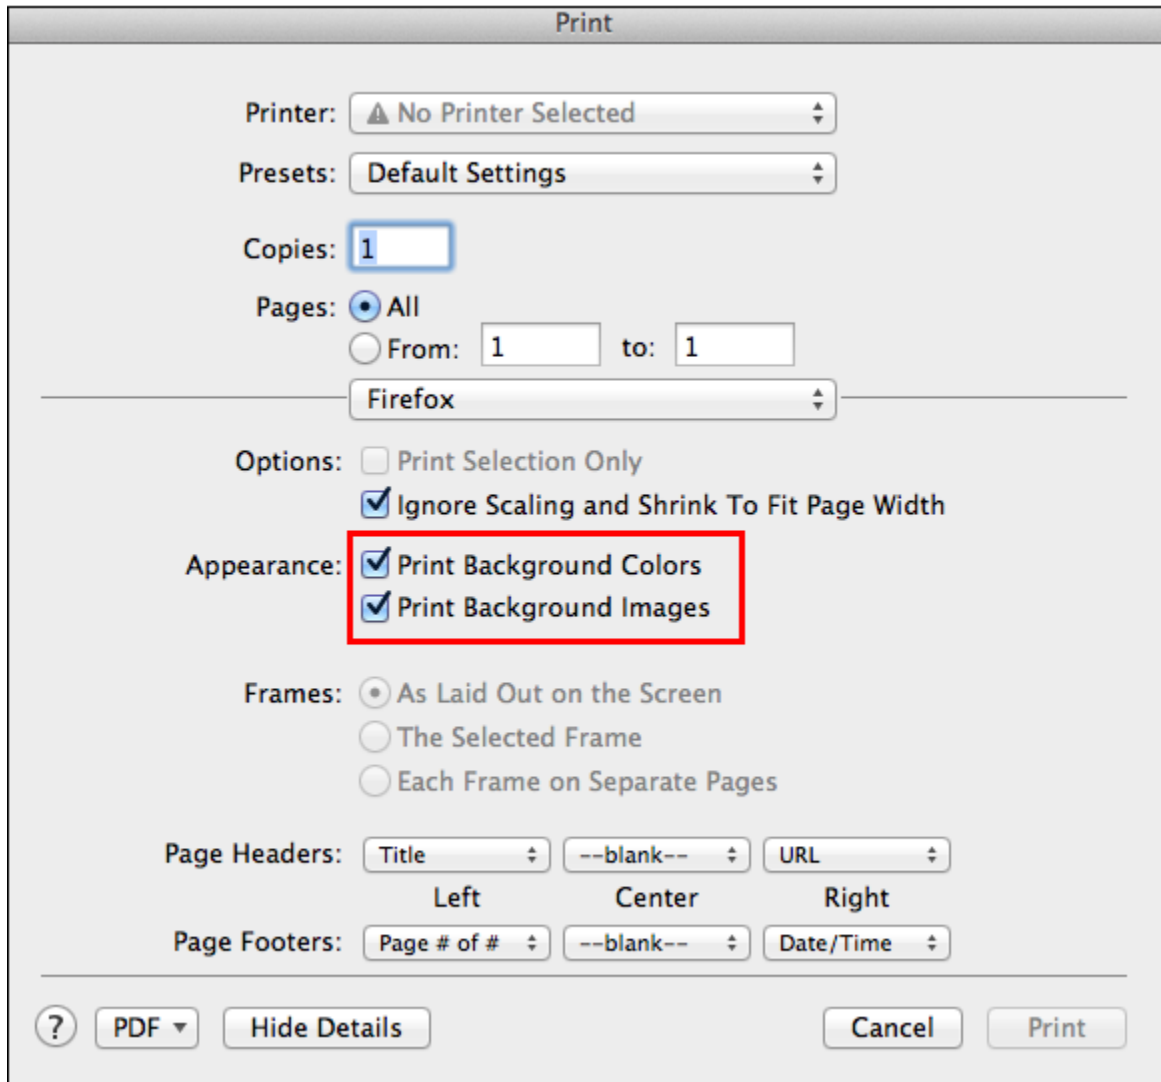 Print
Printer: No Printer Selected
Presets: Default Settings
Copies: 1
Pages: All
From: 1 to: 1
Firefox
Options: Print Selection Only
Ignore Scaling and Shrink To Fit Page Width
Appearance: Print Background Colors
Print Background Images
Frames: As Laid Out on the Screen
The Selected Frame
Each Frame on Separate Pages
Page Headers: Title --blank-- URL
Left Center Right
Page Footers: Page # of # --blank-- Date/Time
? PDF Hide Details Cancel Print